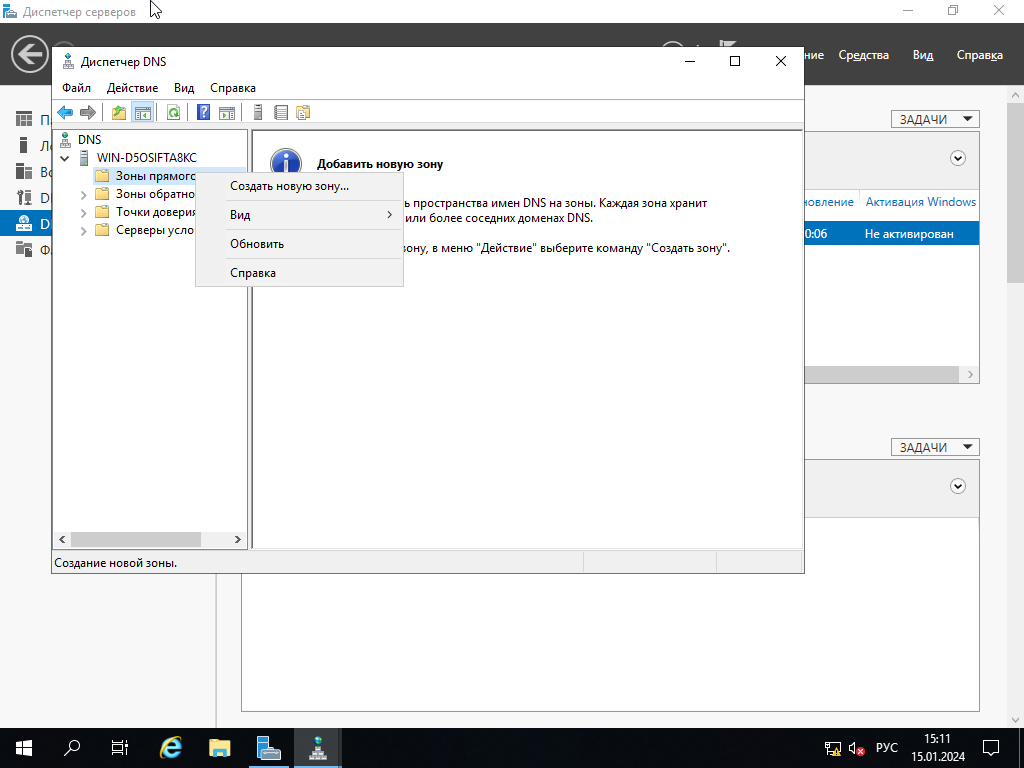 Диспетчер серверов
Средства
Вид
Справка
Диспетчер DNS
Файл
Действие
Вид
Справка
DNS
WIN-D5OSIFTA8KC
Зоны прямого
Зоны обратно
Точки доверия
Серверы усло
Создать новую зону...
Вид
Обновить
Справка
Добавить новую зону
пространства имен DNS на зоны. Каждая зона хранит
или более соседних доменах DNS.
зону, в меню "Действие" выберите команду "Создать зону".
Создание новой зоны.
ЗАДАЧИ
Активация Windows
0:06
Не активирован
ЗАДАЧИ
РУС
15:11
15.01.2024